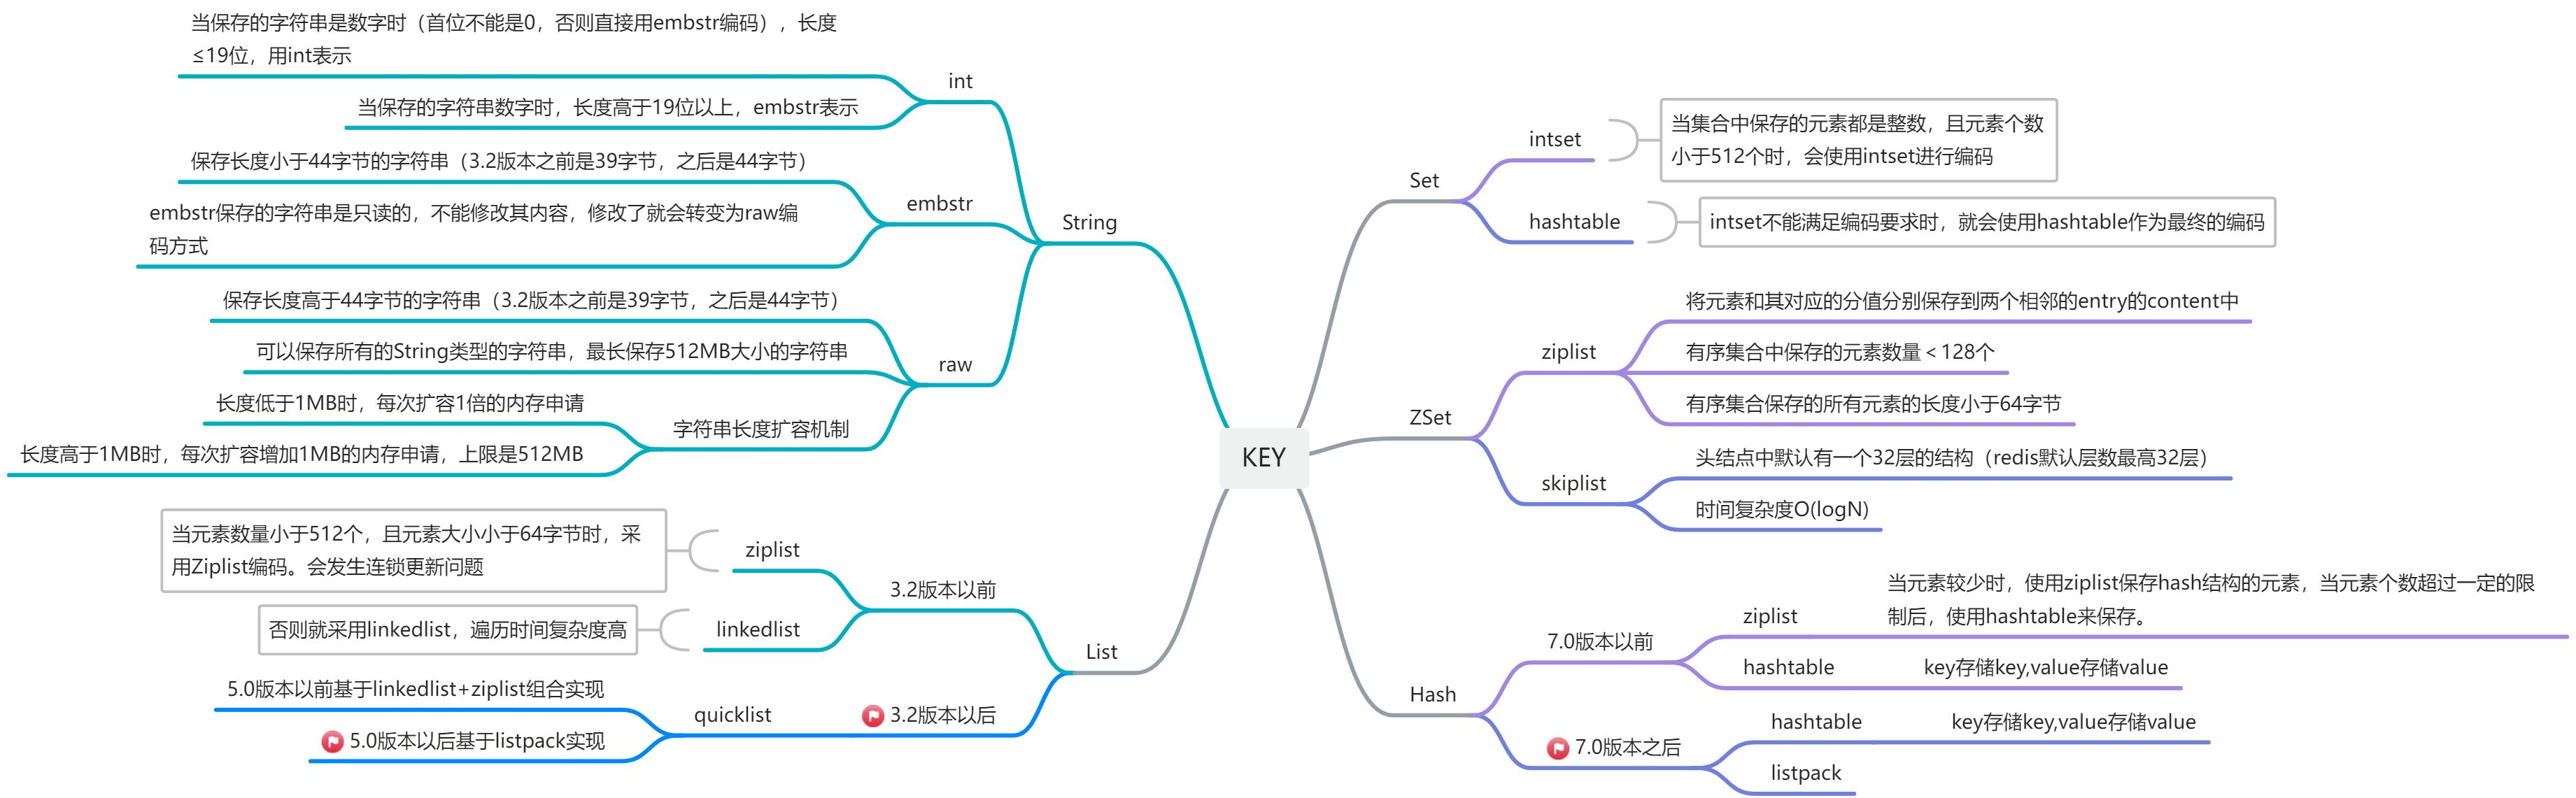 当保存的字符串是数字时（首位不能是0，否则直接用embstr编码），长度
≤19位，用int表示
int
当保存的字符串数字时，长度高于19位以上，embstr表示
保存长度小于44字节的字符串（3.2版本之前是39字节，之后是44字节）
embstr
embstr保存的字符串是只读的，不能修改其内容，修改了就会转变为raw编
码方式
String
保存长度高于44字节的字符串（3.2版本之前是39字节，之后是44字节）
可以保存所有的String类型的字符串，最长保存512MB大小的字符串
raw
长度低于1MB时，每次扩容1倍的内存申请
字符串长度扩容机制
长度高于1MB时，每次扩容增加1MB的内存申请，上限是512MB
KEY
当元素数量小于512个，且元素大小小于64字节时，采
用Ziplist编码。会发生连锁更新问题
ziplist
3.2版本以前
否则就采用linkedlist，遍历时间复杂度高
linkedlist
List
5.0版本以前基于linkedlist+ziplist组合实现
quicklist
3.2版本以后
5.0版本以后基于listpack实现
Set
intset
当集合中保存的元素都是整数，且元素个数
小于512个时，会使用intset进行编码
hashtable
intset不能满足编码要求时，就会使用hashtable作为最终的编码
ZSet
ziplist
将元素和其对应的分值分别保存到两个相邻的entry的content中
有序集合中保存的元素数量＜128个
有序集合保存的所有元素的长度小于64字节
skiplist
头结点中默认有一个32层的结构（redis默认层数最高32层）
时间复杂度O(logN)
Hash
7.0版本以前
ziplist
当元素较少时，使用ziplist保存hash结构的元素，当元素个数超过一定的限
制后，使用hashtable来保存。
hashtable
key存储key,value存储value
7.0版本之后
hashtable
key存储key,value存储value
listpack